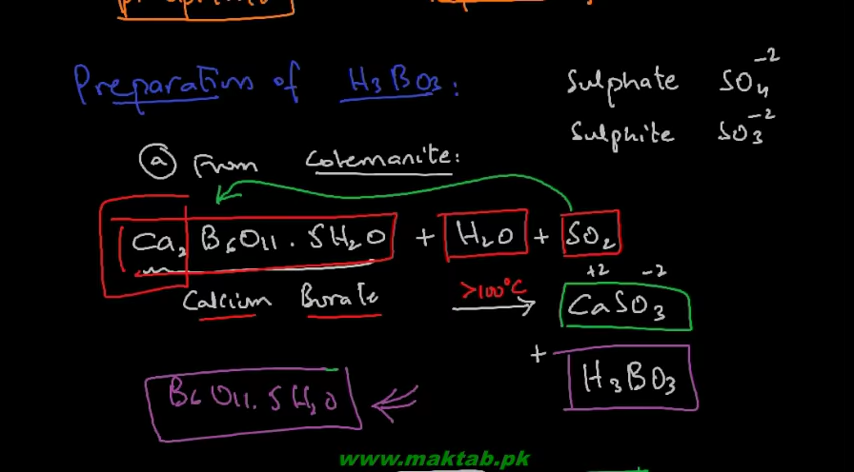 Preparation of H3BO3:
Sulphate SO4-2
Sulphite SO3-2
(a) From Colemanite:
Ca2 B6O11 . 5H2O + H2O + SO2
Calcium Borate >100°C → +2 -2
CaSO3
+ H3BO3
B6O11. 5H2O
www.maktab.pk